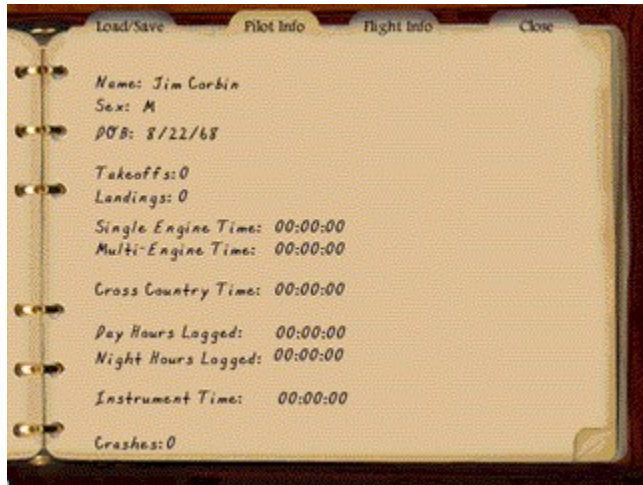 Load/Save Pilot Info Flight Info Close
Name: Jim Corbin
Sex: M
DOB: 8/22/68
Takeoffs: 0
Landings: 0
Single Engine Time: 00:00:00
Multi-Engine Time: 00:00:00
Cross Country Time: 00:00:00
Day Hours Logged: 00:00:00
Night Hours Logged: 00:00:00
Instrument Time: 00:00:00
Crashes: 0